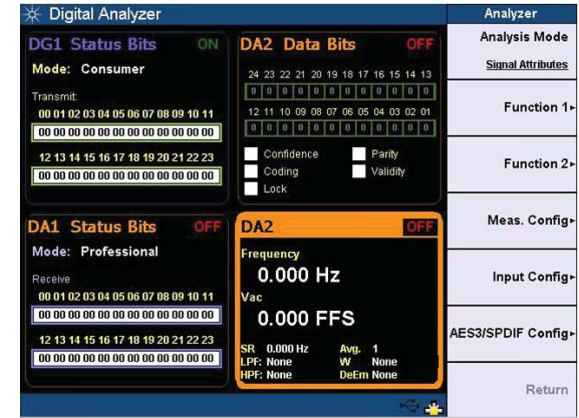 Digital Analyzer
DG1 Status Bits ON
Mode: Consumer
Transmit
00 01 02 03 04 05 06 07 08 09 10 11
00 00 00 00 00 00 00 00 00 00 00 00
12 13 14 15 16 17 18 19 20 21 22 23
00 00 00 00 00 00 00 00 00 00 00 00
DA2 Data Bits OFF
24 23 22 21 20 19 18 17 16 15 14 13
0 0 0 0 0 0 0 0 0 0 0 0
12 11 10 09 08 07 06 05 04 03 02 01
0 0 0 0 0 0 0 0 0 0 0 0
Confidence Parity
Coding Validity
Lock
DA1 Status Bits OFF
Mode: Professional
Receive
00 01 02 03 04 05 06 07 08 09 10 11
00 00 00 00 00 00 00 00 00 00 00 00
12 13 14 15 16 17 18 19 20 21 22 23
00 00 00 00 00 00 00 00 00 00 00 00
DA2 OFF
Frequency
0.000 Hz
Vac
0.000 FFS
SR 0.000 Hz Avg. 1
LPF: None W None
HPF: None DeEm None
Analyzer
Analysis Mode
Signal Attributes
Function 1
Function 2
Meas. Config
Input Config
AES3/SPDIF Config
Return